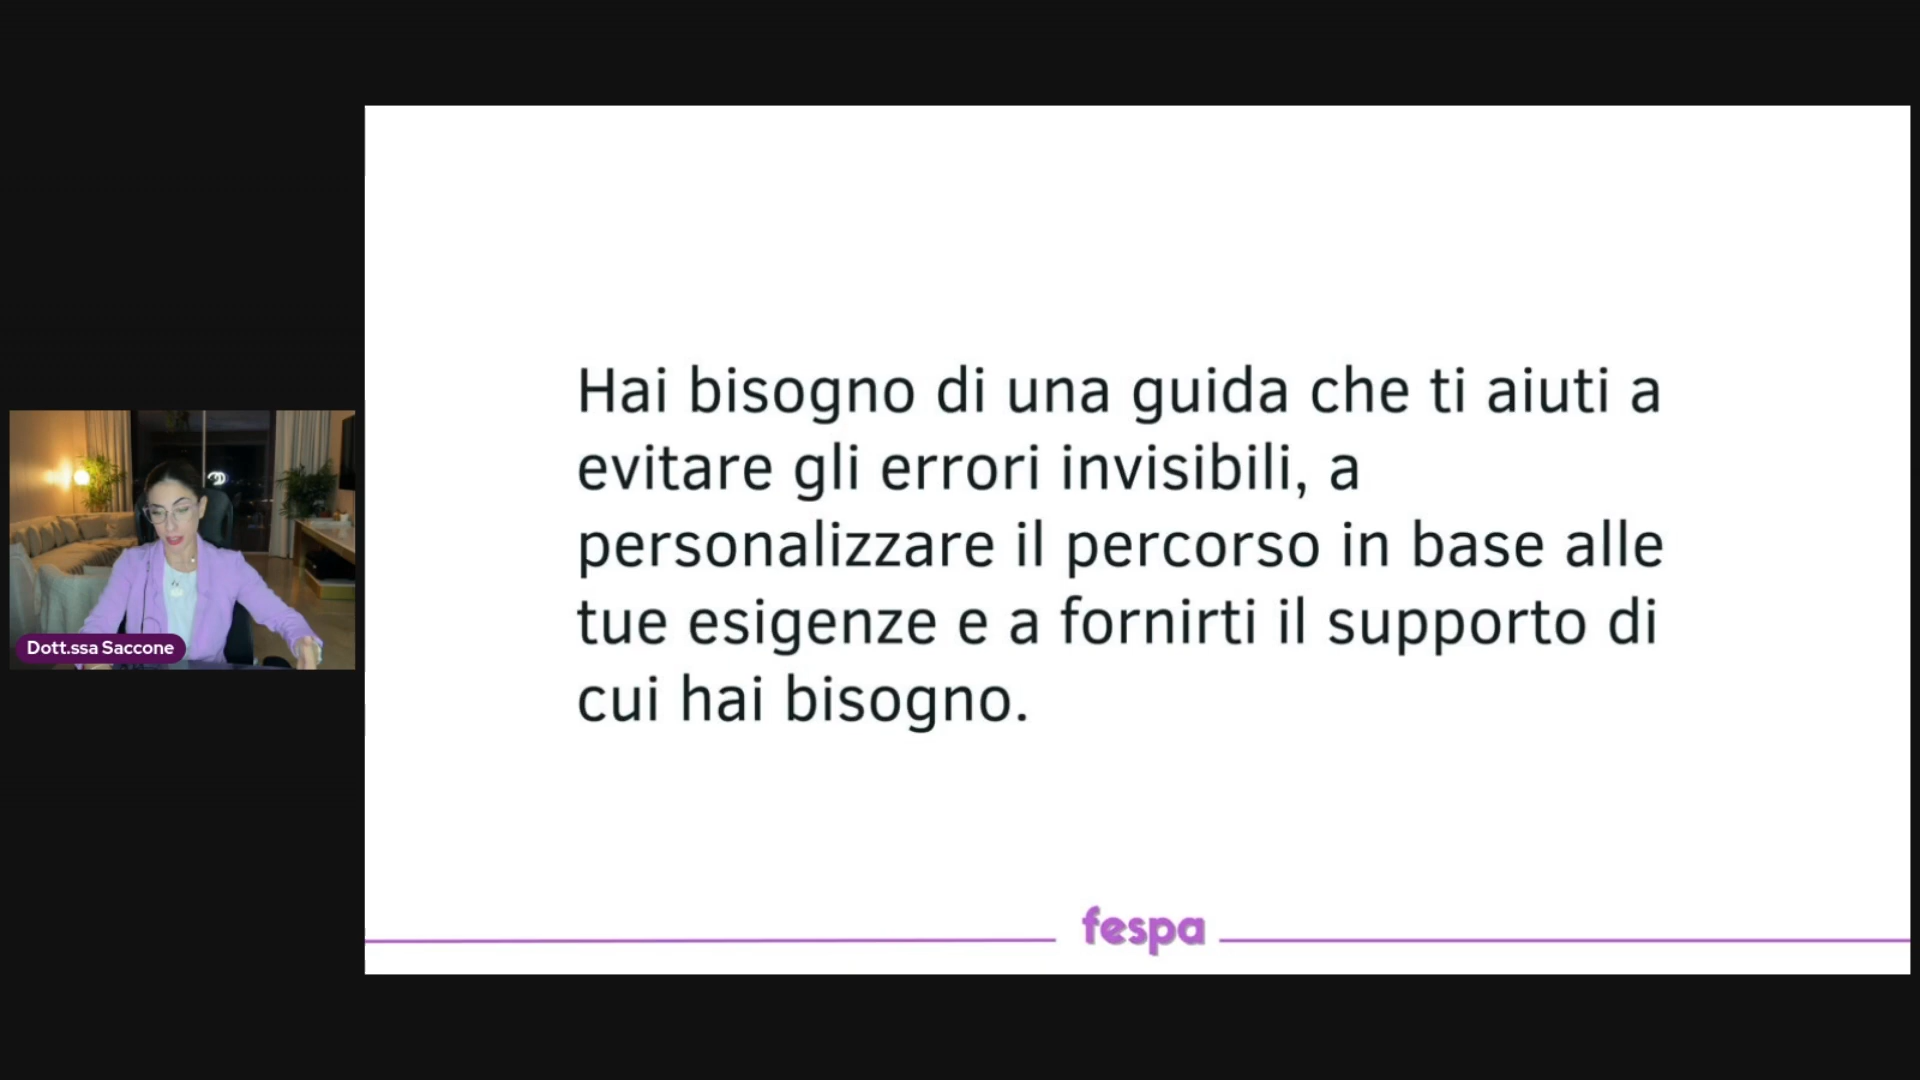 Hai bisogno di una guida che ti aiuti a
evitare gli errori invisibili, a
personalizzare il percorso in base alle
tue esigenze e a fornirti il supporto di
cui hai bisogno.
Dott.ssa Saccone
fespa